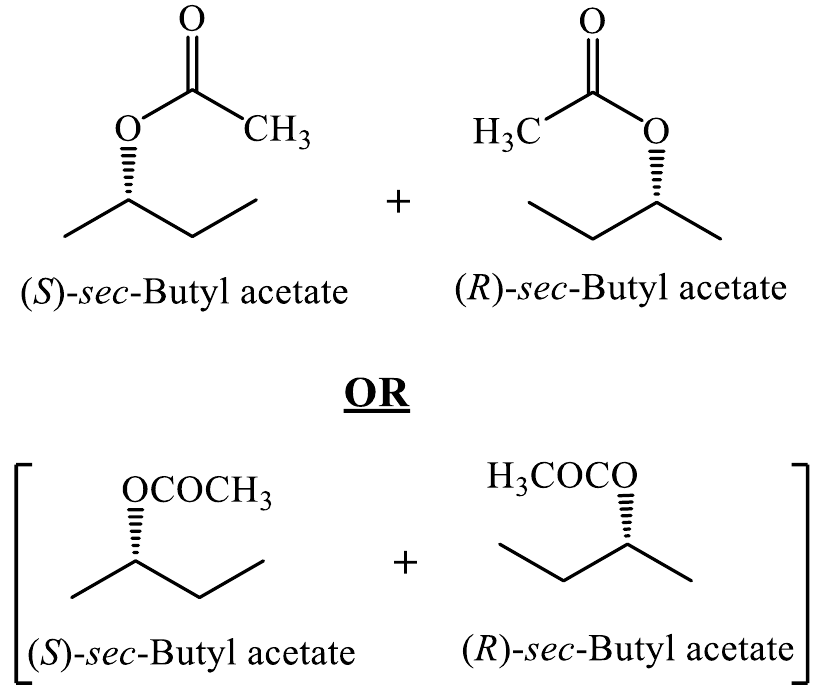 O O
O CH₃ H₃C O
+
(S)-sec-Butyl acetate (R)-sec-Butyl acetate
OR
OCOCH₃ H₃COCO
+
(S)-sec-Butyl acetate (R)-sec-Butyl acetate